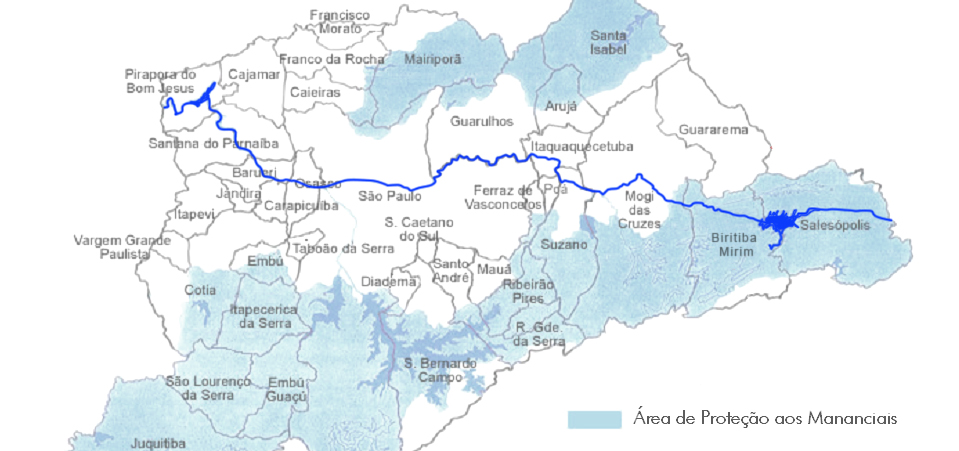 Francisco
Morato
Santa
Isabel
Franco da Rocha
Mairiporã
Pirapora do
Bom Jesus
Cajamar
Caieiras
Arujá
Guarulhos
Guararema
Santana do Parnaíba
Itaquaquecetuba
Barueri
Osasco
Jandira
Carapicuíba
São Paulo
Ferraz de
Vasconcelos
Poá
Mogi
das
Cruzes
Itapevi
S. Caetano
do Sul
Salesópolis
Vargem Grande
Paulista
Taboão da Serra
Suzano
Biritiba
Mirim
Embú
Santo
André
Mauá
Diadema
Cotia
Ribeirão
Pires
Itapecerica
da Serra
R. Gde.
da Serra
S. Bernardo
Campo
São Lourenço
da Serra
Embú
Guaçú
Área de Proteção aos Mananciais
Juquitiba